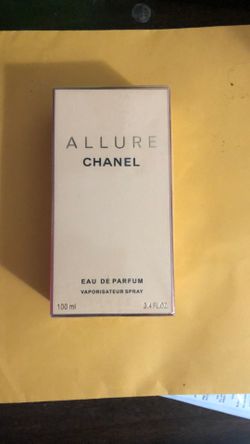 ALLURE
CHANEL
EAU DE PARFUM
VAPORISATEUR SPRAY
100 ml 3.4 FL.OZ.